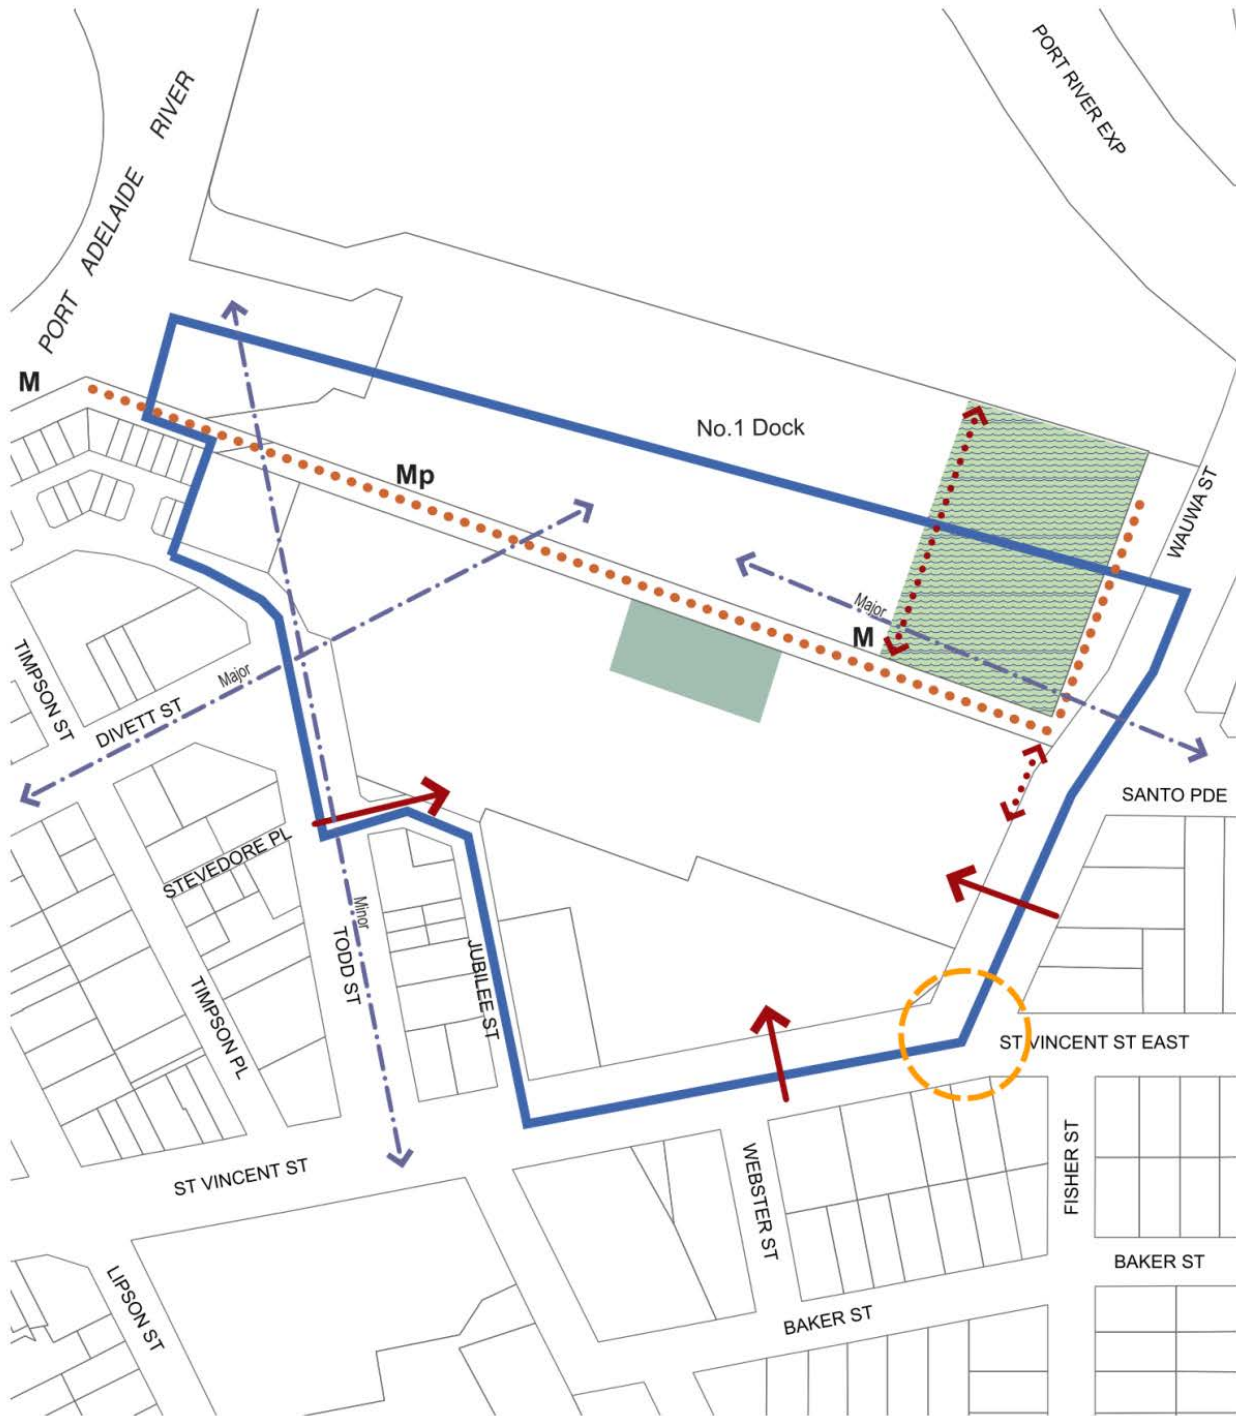 PORT RIVER EXP
PORT ADELAIDE RIVER
M
No.1 Dock
Mp
WAUWA ST
Major
M
TIMPSON ST
Major
DIVETT ST
SANTO PDE
STEVEDORE PL
Minor
TODD ST
JUBILEE ST
TIMPSON PL
ST VINCENT ST EAST
ST VINCENT ST
WEBSTER ST
FISHER ST
BAKER ST
LIPSON ST
BAKER ST